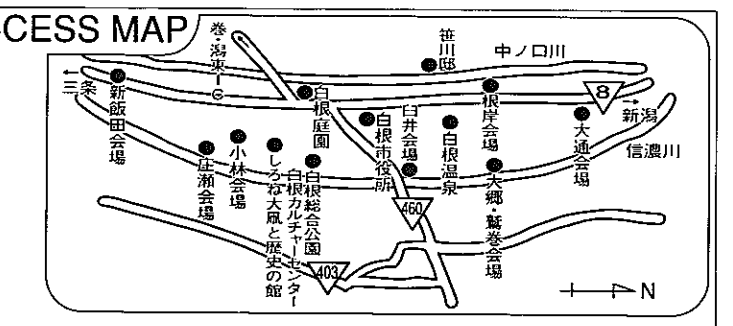 CESS MAP
巻・潟東I.C
笹川邸
中ノ口川
←三条
新飯田会場
白根庭園
白根市役所
臼井会場
根岸会場
8
→新潟
大通会場
信濃川
庄瀬会場
小林会場
しろね大凧と歴史の館
白根総合公園
白根カルチャーセンター
白根温泉
大郷・鷲巻会場
460
403
N